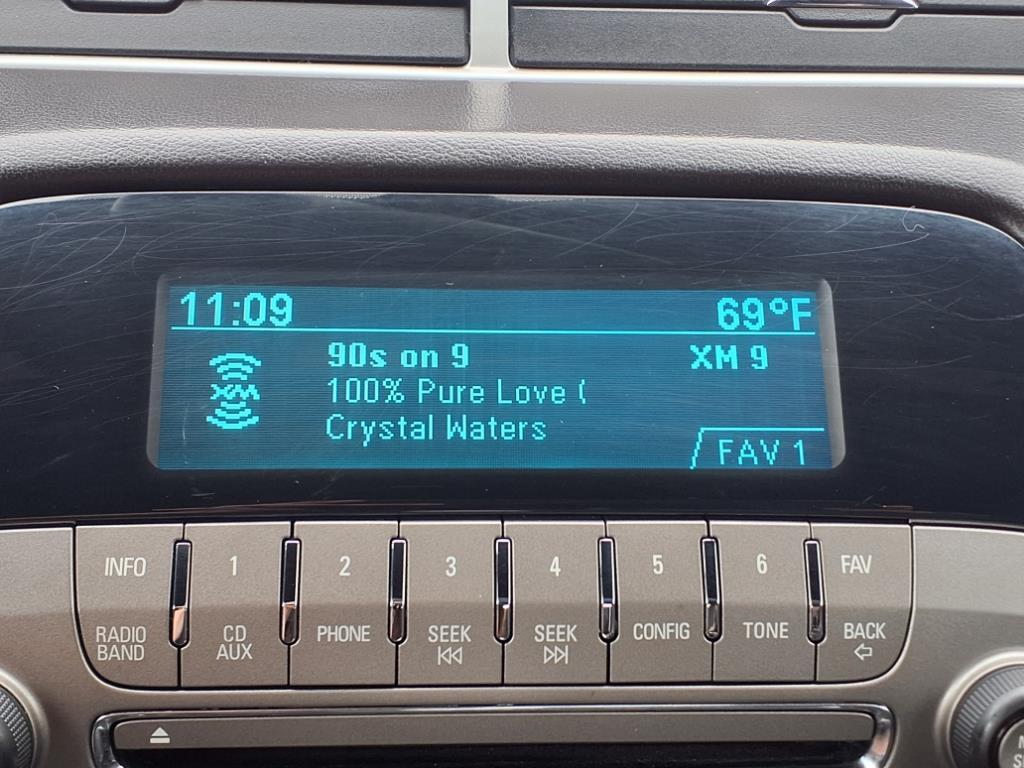 11:09 69°F
90s on 9 XM 9
XM
100% Pure Love (
Crystal Waters
FAV 1
INFO 1 2 3 4 5 6 FAV
RADIO BAND CD AUX PHONE SEEK SEEK CONFIG TONE BACK